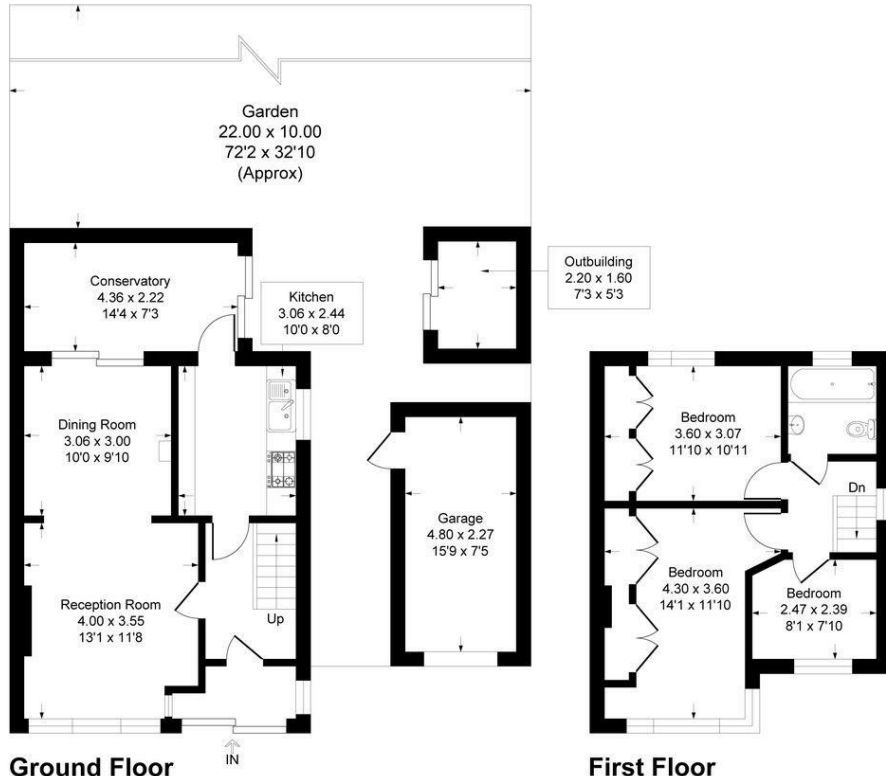 Garden
22.00 x 10.00
72'2 x 32'10
(Approx)
Conservatory
4.36 x 2.22
14'4 x 7'3
Kitchen
3.06 x 2.44
10'0 x 8'0
Outbuilding
2.20 x 1.60
7'3 x 5'3
Dining Room
3.06 x 3.00
10'0 x 9'10
Reception Room
4.00 x 3.55
13'1 x 11'8
Up
Garage
4.80 x 2.27
15'9 x 7'5
IN
Ground Floor
Bedroom
3.60 x 3.07
11'10 x 10'11
Dn
Bedroom
4.30 x 3.60
14'1 x 11'10
Bedroom
2.47 x 2.39
8'1 x 7'10
First Floor